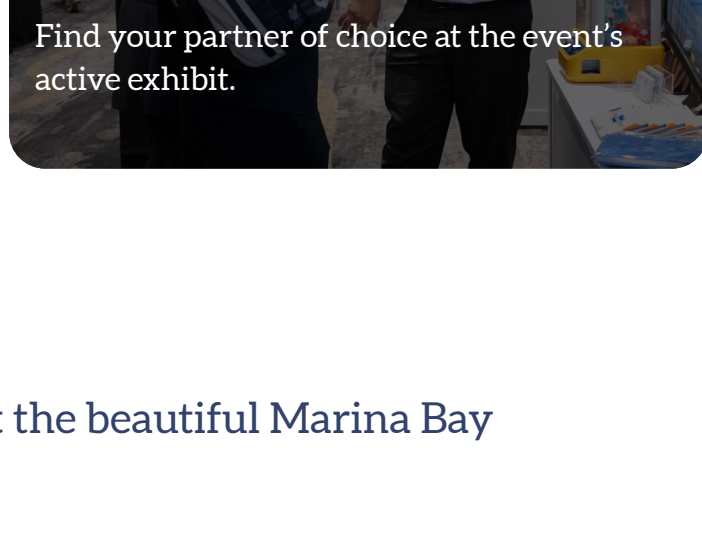 Find your partner of choice at the event’s
active exhibit.
the beautiful Marina Bay